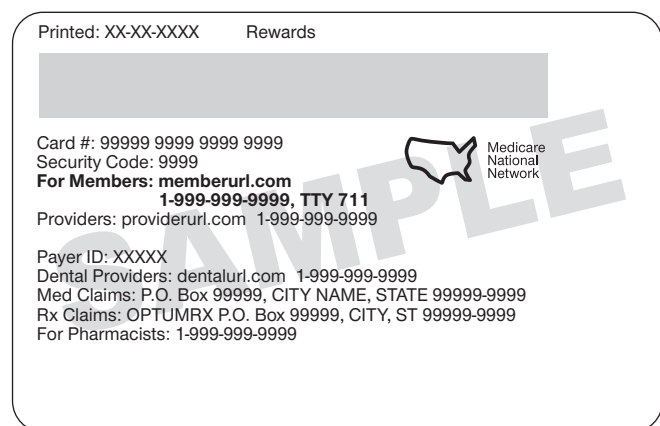 Printed: XX-XX-XXXX Rewards
Card #: 99999 9999 9999 9999
Security Code: 9999
For Members: memberurl.com
1-999-999-9999, TTY 711
Providers: providerurl.com 1-999-999-9999
Medicare
National
Network
Payer ID: XXXXX
Dental Providers: dentalurl.com 1-999-999-9999
Med Claims: P.O. Box 99999, CITY NAME, STATE 99999-9999
Rx Claims: OPTUMRX P.O. Box 99999, CITY, ST 99999-9999
For Pharmacists: 1-999-999-9999
SAMPLE